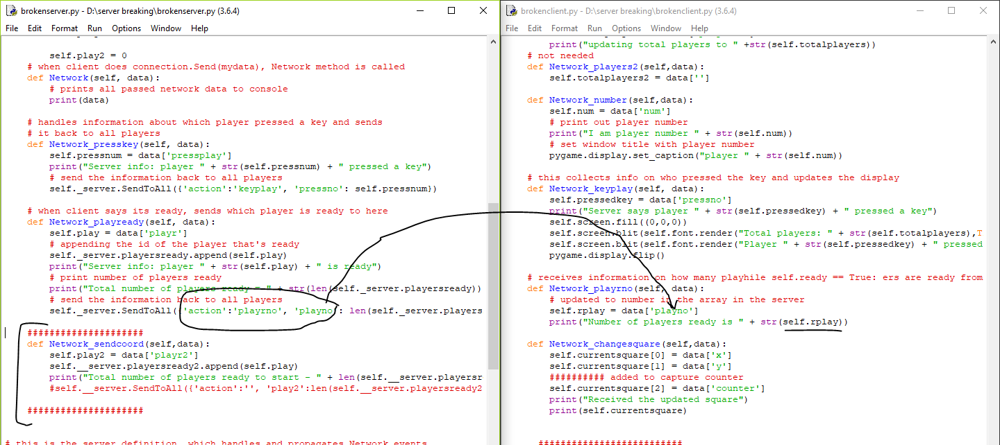 brokenserver.py - D:\server breaking\brokenserver.py (3.6.4)
File Edit Format Run Options Window Help
self.play2 = 0
# when client does connection.Send(mydata), Network method is called
def Network(self, data):
# prints all passed network data to console
print(data)
# handles information about which player pressed a key and sends
# it back to all players
def Network_presskey(self, data):
self.pressnum = data['pressplay']
print("Server info: player " + str(self.pressnum) + " pressed a key")
# send the information back to all players
self._server.SendToAll({'action':'keyplay', 'pressno': self.pressnum})
# when client says its ready, sends which player is ready to here
def Network_playready(self, data):
self.play = data['playr']
# appending the id of the player that's ready
self._server.playersready.append(self.play)
print("Server info: player " + str(self.play) + " is ready")
# print number of players ready
print("Total number of players ready = " + str(len(self._server.playersready))
# send the information back to all players
self._server.SendToAll({'action':'playrno', 'playno': len(self._server.players
#####################
def Network_sendcoord(self,data):
self.play2 = data['playr2']
self.__server.playersready2.append(self.play)
print("Total number of players ready to start - " + len(self.__server.playersr
#self.__server.SendToAll({'action':'', 'play2':len(self.__server.playersready2
#####################
# this is the server definition, which handles and propagates Network events
brokenclient.py - D:\server breaking\brokenclient.py (3.6.4)
File Edit Format Run Options Window Help
print("updating total players to " +str(self.totalplayers))
# not needed
def Network_players2(self,data):
self.totalplayers2 = data['']
def Network_number(self,data):
self.num = data['num']
# print out player number
print("I am player number " + str(self.num))
# set window title with player number
pygame.display.set_caption("player " + str(self.num))
# this collects info on who pressed the key and updates the display
def Network_keyplay(self, data):
self.pressedkey = data['pressno']
print("Server says player " + str(self.pressedkey) + " pressed a key")
self.screen.fill((0,0,0))
self.screen.blit(self.font.render("Total players: " + str(self.totalplayers),T
self.screen.blit(self.font.render("Player " + str(self.pressedkey) + " pressed
pygame.display.flip()
# receives information on how many playhile self.ready == True: ers are ready from
def Network_playrno(self, data):
# updated to number in the array in the server
self.rplay = data['playno']
print("Number of players ready is " + str(self.rplay))
def Network_changesquare(self,data):
self.currentsquare[0] = data['x']
self.currentsquare[1] = data['y']
########## added to capture counter
self.currentsquare[2] = data['counter']
print("Received the updated square")
print(self.currentsquare)
##########################